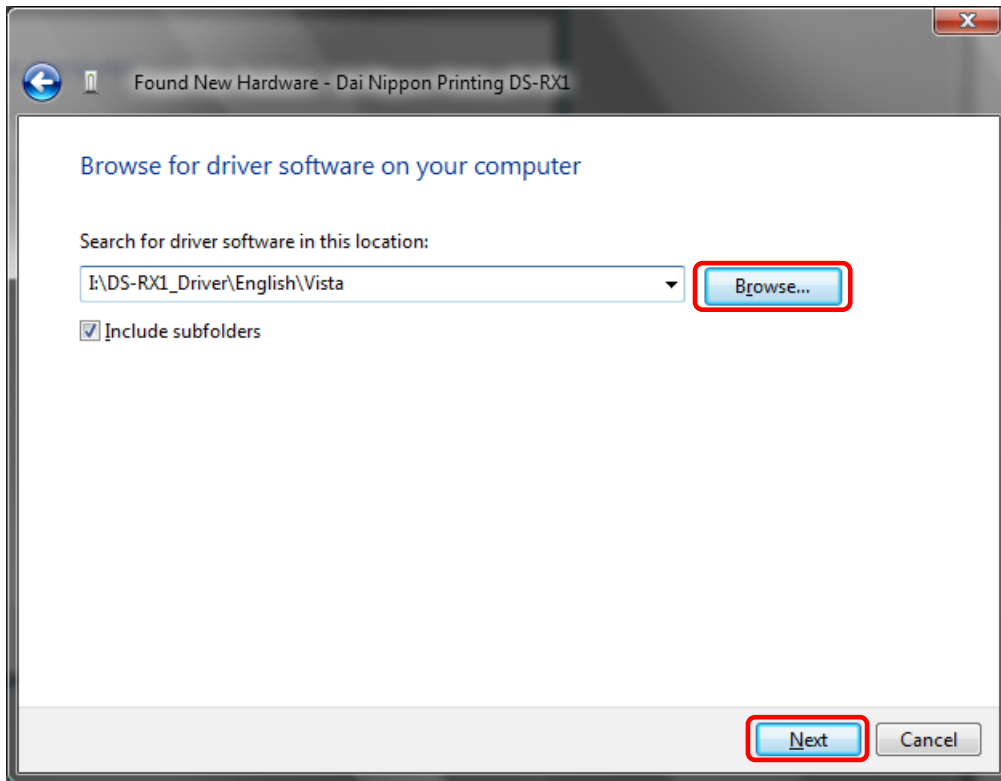 Found New Hardware - Dai Nippon Printing DS-RX1
Browse for driver software on your computer
Search for driver software in this location:
I:\DS-RX1_Driver\English\Vista
Browse...
Include subfolders
Next
Cancel